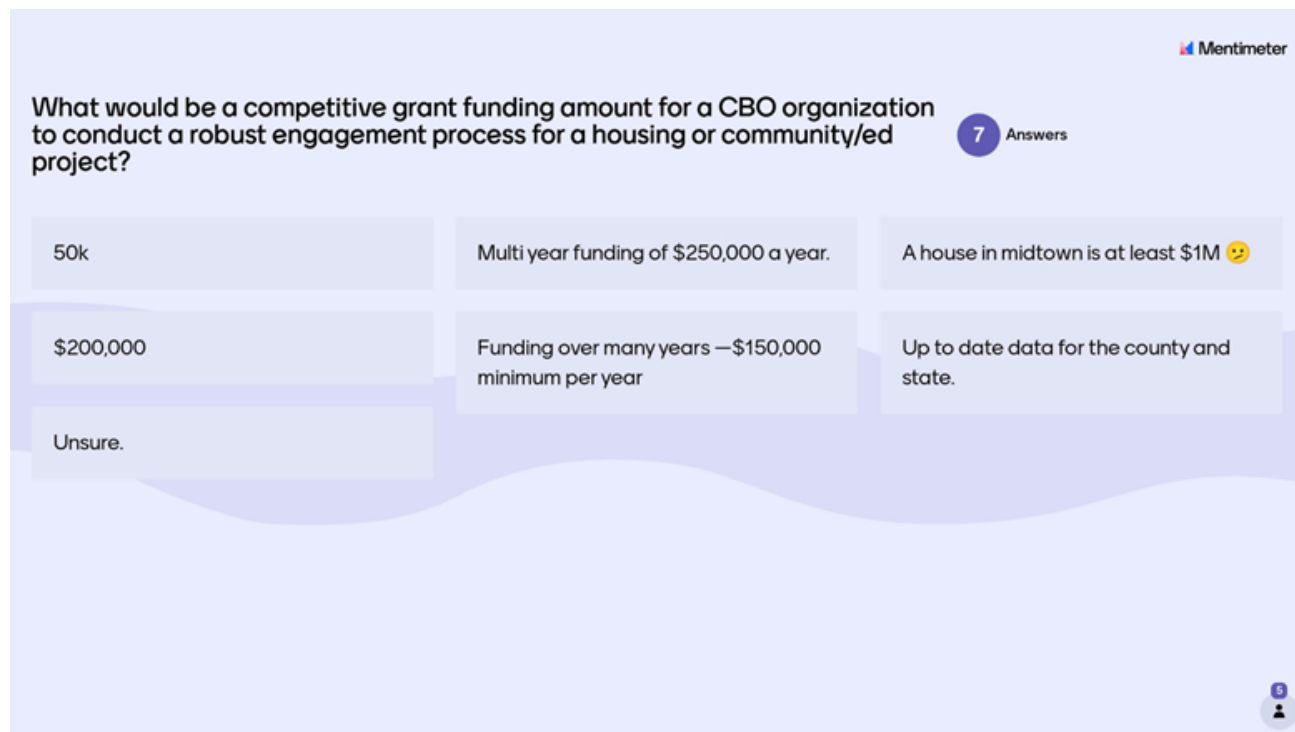 Mentimeter
What would be a competitive grant funding amount for a CBO organization
to conduct a robust engagement process for a housing or community/ed
project?
7 Answers
50k
Multi year funding of $250,000 a year.
A house in midtown is at least $1M 🫤
$200,000
Funding over many years —$150,000
minimum per year
Up to date data for the county and
state.
Unsure.
5